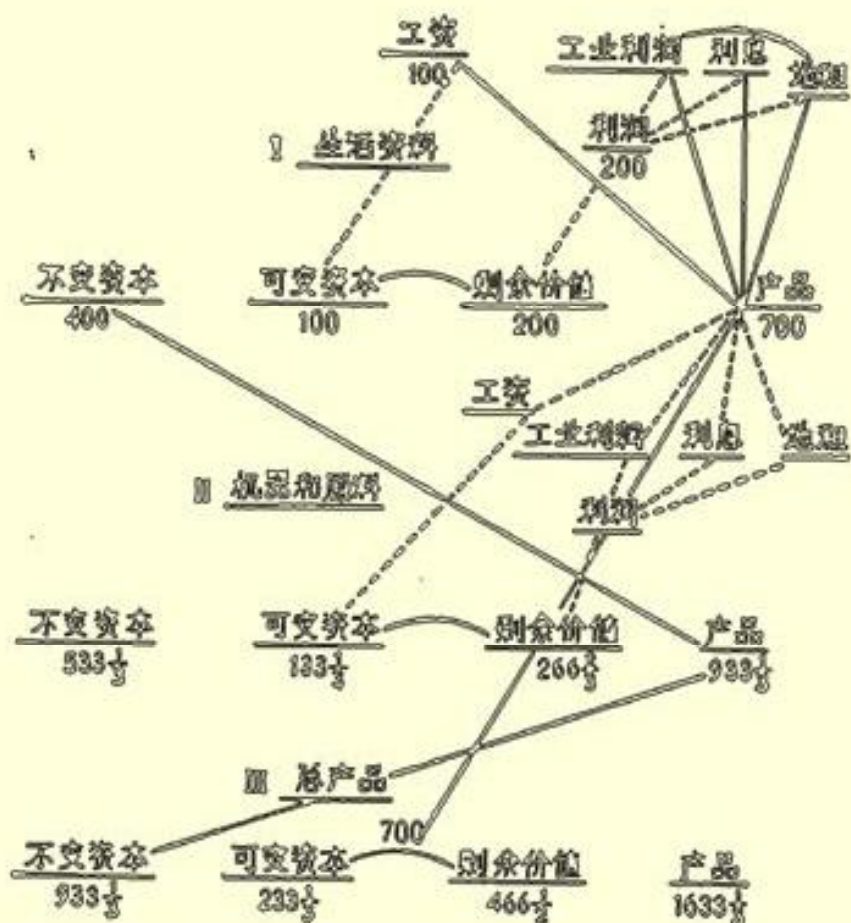 工资 工业利润 利息 地租
100
利润
I 生活资料 200
不变资本 可变资本 剩余价值 产品
400 100 200 700
工资
工业利润 利息 地租
II 机器和原料 利润
不变资本 可变资本 剩余价值 产品
533⅓ 133⅓ 266⅔ 933⅓
III 总产品
700
不变资本 可变资本 剩余价值 产品
933⅓ 233⅓ 466⅔ 1633⅓